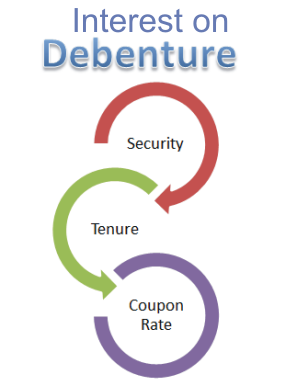 Interest on
Debenture
Security
Tenure
Coupon
Rate